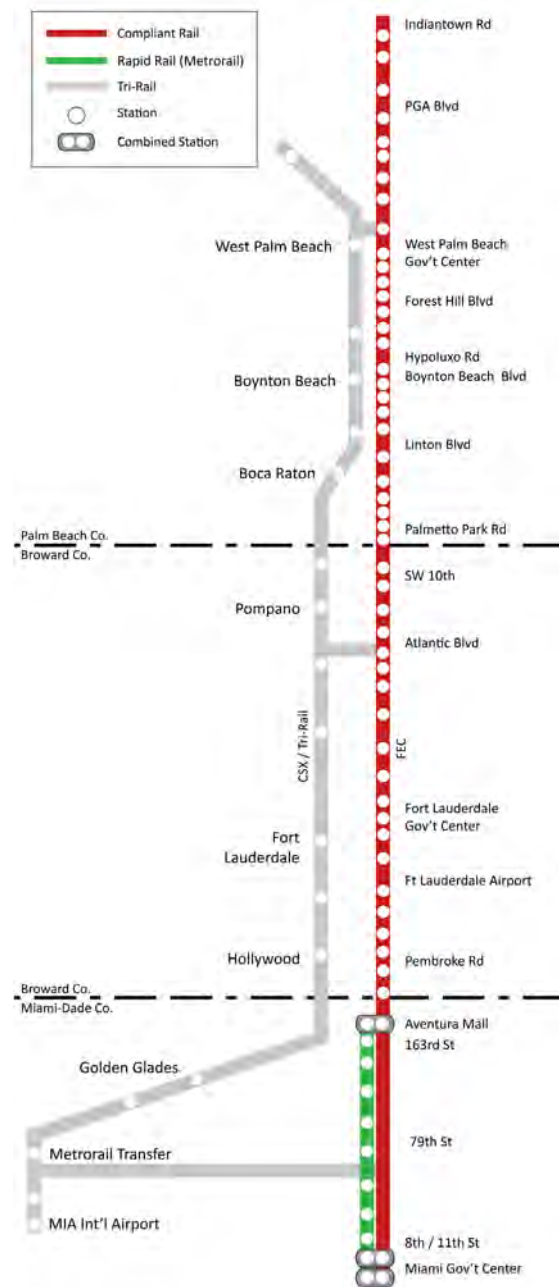 Compliant Rail
Rapid Rail (Metrorail)
Tri-Rail
Station
Combined Station
Indiantown Rd
PGA Blvd
West Palm Beach
West Palm Beach
Gov't Center
Forest Hill Blvd
Hypoluxo Rd
Boynton Beach
Boynton Beach Blvd
Linton Blvd
Boca Raton
Palmetto Park Rd
Palm Beach Co.
Broward Co.
SW 10th
Pompano
Atlantic Blvd
CSX / Tri-Rail
FEC
Fort Lauderdale
Gov't Center
Fort
Lauderdale
Ft Lauderdale Airport
Hollywood
Pembroke Rd
Broward Co.
Miami-Dade Co.
Aventura Mall
163rd St
Golden Glades
79th St
Metrorail Transfer
MIA Int'l Airport
8th / 11th St
Miami Gov't Center